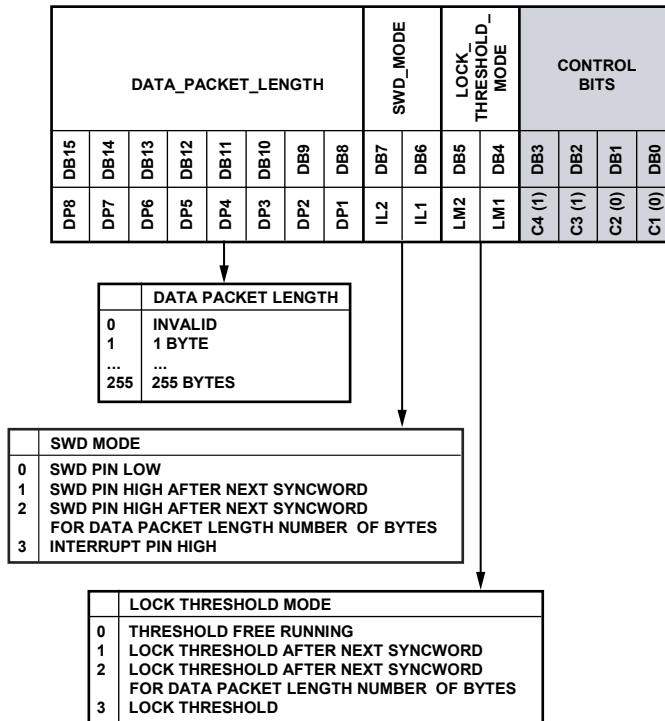 DATA_PACKET_LENGTH
SWD_MODE
LOCK_
THRESHOLD_
MODE
CONTROL
BITS
DB15 DB14 DB13 DB12 DB11 DB10 DB9 DB8 DB7 DB6 DB5 DB4 DB3 DB2 DB1 DB0
DP8 DP7 DP6 DP5 DP4 DP3 DP2 DP1 IL2 IL1 LM2 LM1 C4 (1) C3 (1) C2 (0) C1 (0)
DATA PACKET LENGTH
0 INVALID
1 1 BYTE
... ...
255 255 BYTES
SWD MODE
0 SWD PIN LOW
1 SWD PIN HIGH AFTER NEXT SYNCWORD
2 SWD PIN HIGH AFTER NEXT SYNCWORD
FOR DATA PACKET LENGTH NUMBER OF BYTES
3 INTERRUPT PIN HIGH
LOCK THRESHOLD MODE
0 THRESHOLD FREE RUNNING
1 LOCK THRESHOLD AFTER NEXT SYNCWORD
2 LOCK THRESHOLD AFTER NEXT SYNCWORD
FOR DATA PACKET LENGTH NUMBER OF BYTES
3 LOCK THRESHOLD